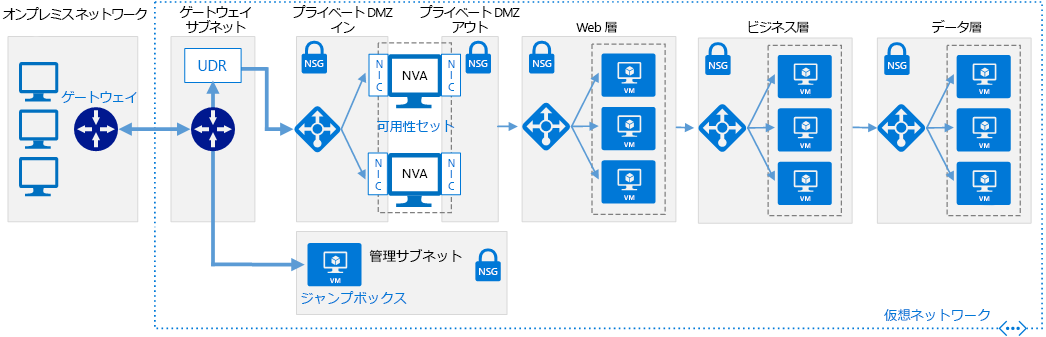 オンプレミスネットワーク
ゲートウェイ
サブネット
プライベート DMZ
イン
プライベート DMZ
アウト
Web 層
ビジネス層
データ層
ゲートウェイ
UDR
NSG
NIC
NVA
NIC
NSG
可用性セット
NIC
NVA
NIC
NSG
VM
VM
VM
NSG
VM
VM
VM
NSG
VM
VM
VM
管理サブネット
NSG
VM
ジャンプボックス
仮想ネットワーク